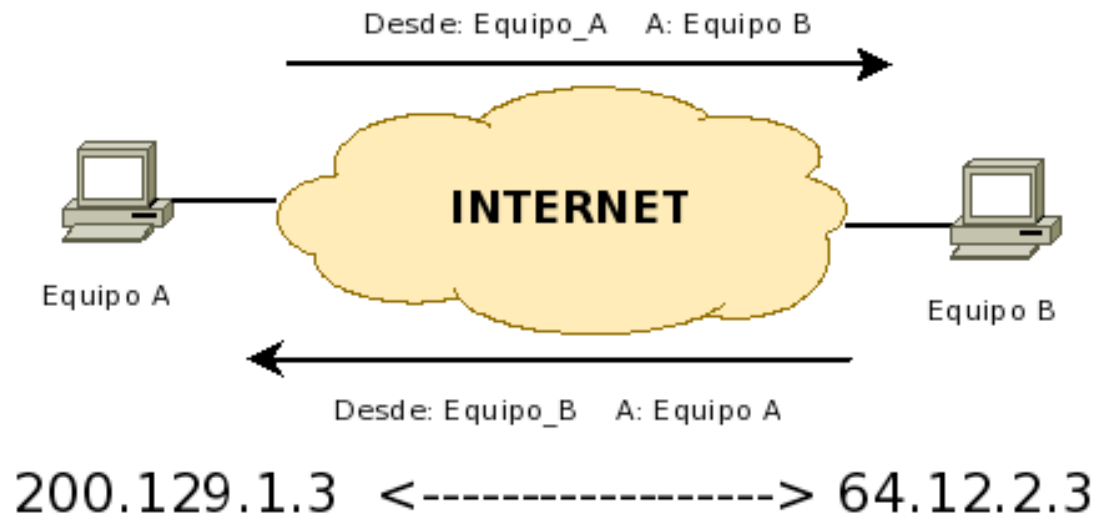 Desde: Equipo_A A: Equipo B
INTERNET
Equipo A
Equipo B
Desde: Equipo_B A: Equipo A
200.129.1.3 <------------------> 64.12.2.3